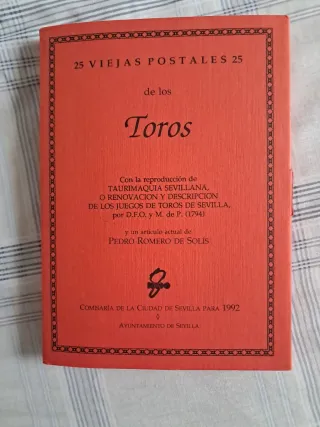 25 VIEJAS POSTALES 25
de los
Toros
Con la reproducción de
TAURIMAQUIA SEVILLANA,
O RENOVACION Y DESCRIPCION
DE LOS JUEGOS DE TOROS DE SEVILLA,
por D.F.O. y M. de P. (1794)
y un artículo actual de
PEDRO ROMERO DE SOLÍS
COMISARÍA DE LA CIUDAD DE SEVILLA PARA 1992
AYUNTAMIENTO DE SEVILLA